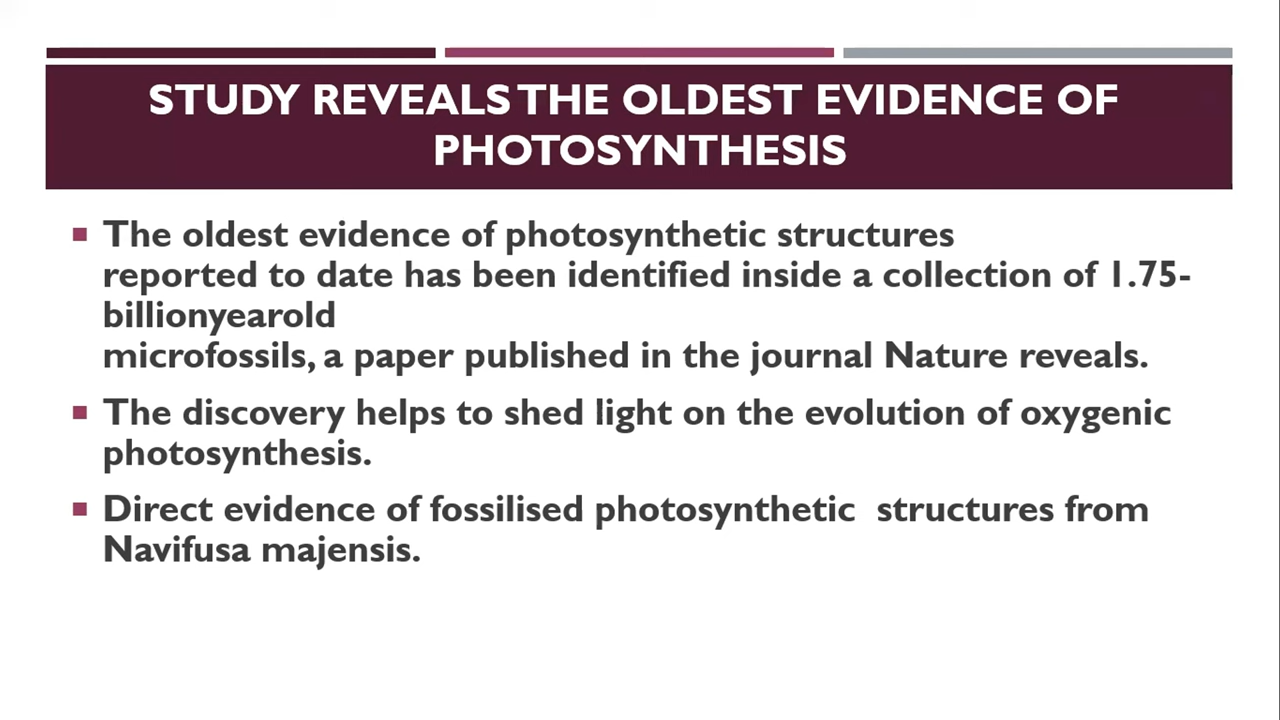 STUDY REVEALS THE OLDEST EVIDENCE OF
PHOTOSYNTHESIS
The oldest evidence of photosynthetic structures
reported to date has been identified inside a collection of 1.75-
billionyearold
microfossils, a paper published in the journal Nature reveals.
The discovery helps to shed light on the evolution of oxygenic
photosynthesis.
Direct evidence of fossilised photosynthetic  structures from
Navifusa majensis.